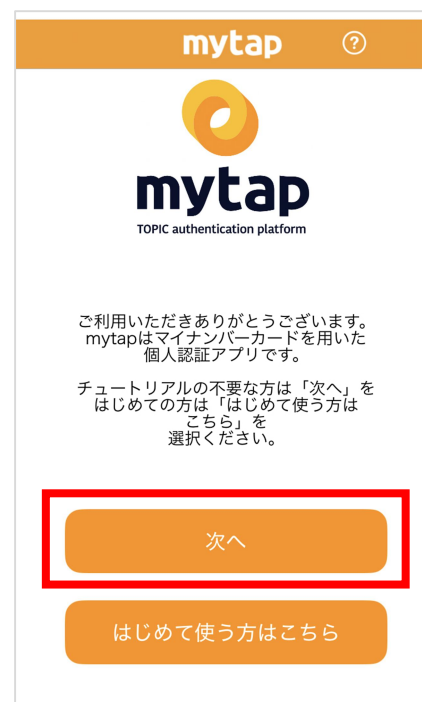 mytap ?
mytap
TOPIC authentication platform
ご利用いただきありがとうございます。
mytapはマイナンバーカードを用いた
個人認証アプリです。
チュートリアルの不要な方は「次へ」を
はじめての方は「はじめて使う方は
こちら」を
選択ください。
次へ
はじめて使う方はこちら